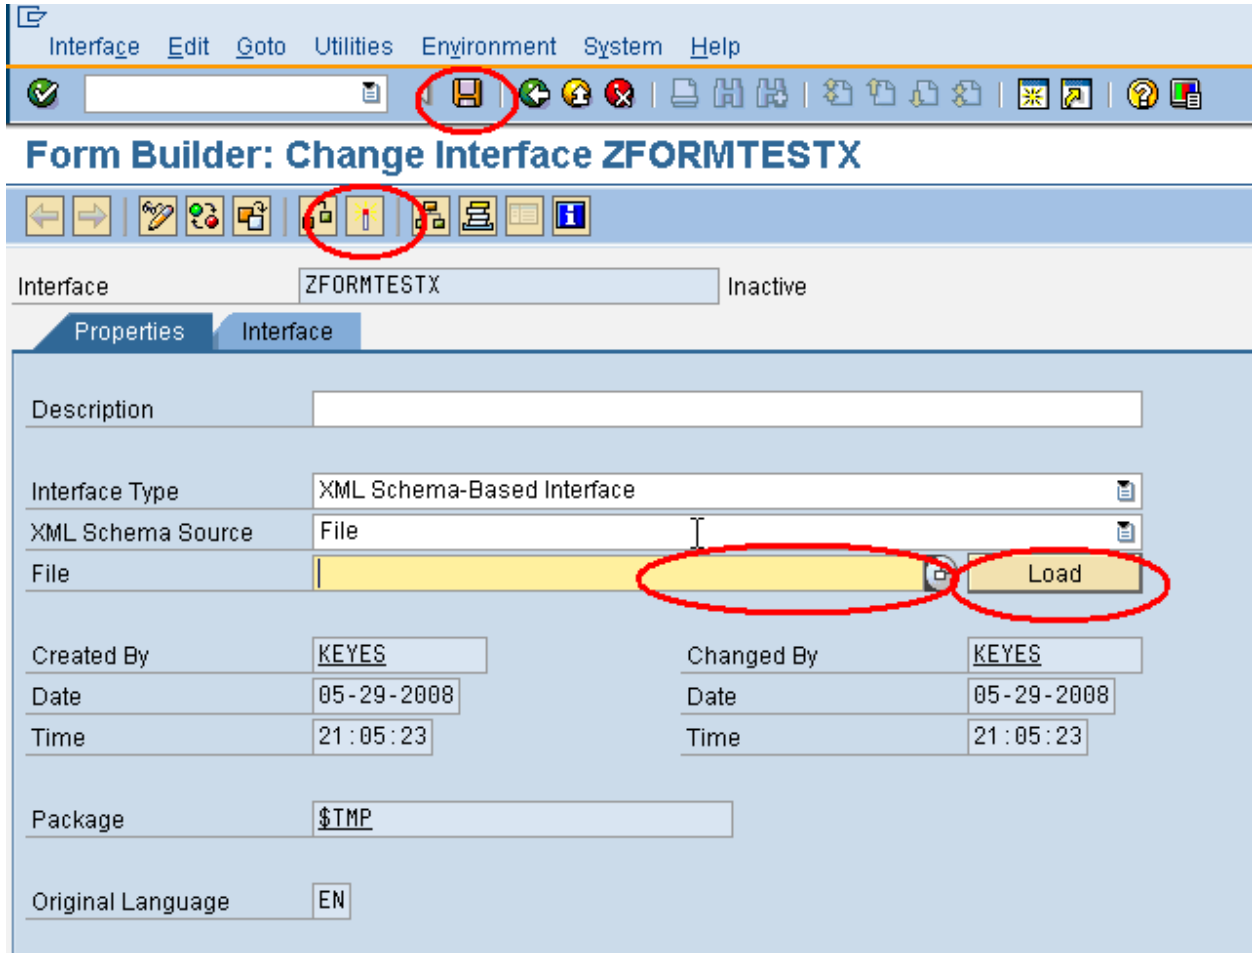 Interface Edit Goto Utilities Environment System Help
Form Builder: Change Interface ZFORMTESTX
Interface ZFORMTESTX Inactive
Properties Interface
Description
Interface Type XML Schema-Based Interface
XML Schema Source File
File Load
Created By KEYES Changed By KEYES
Date 05-29-2008 Date 05-29-2008
Time 21:05:23 Time 21:05:23
Package $TMP
Original Language EN